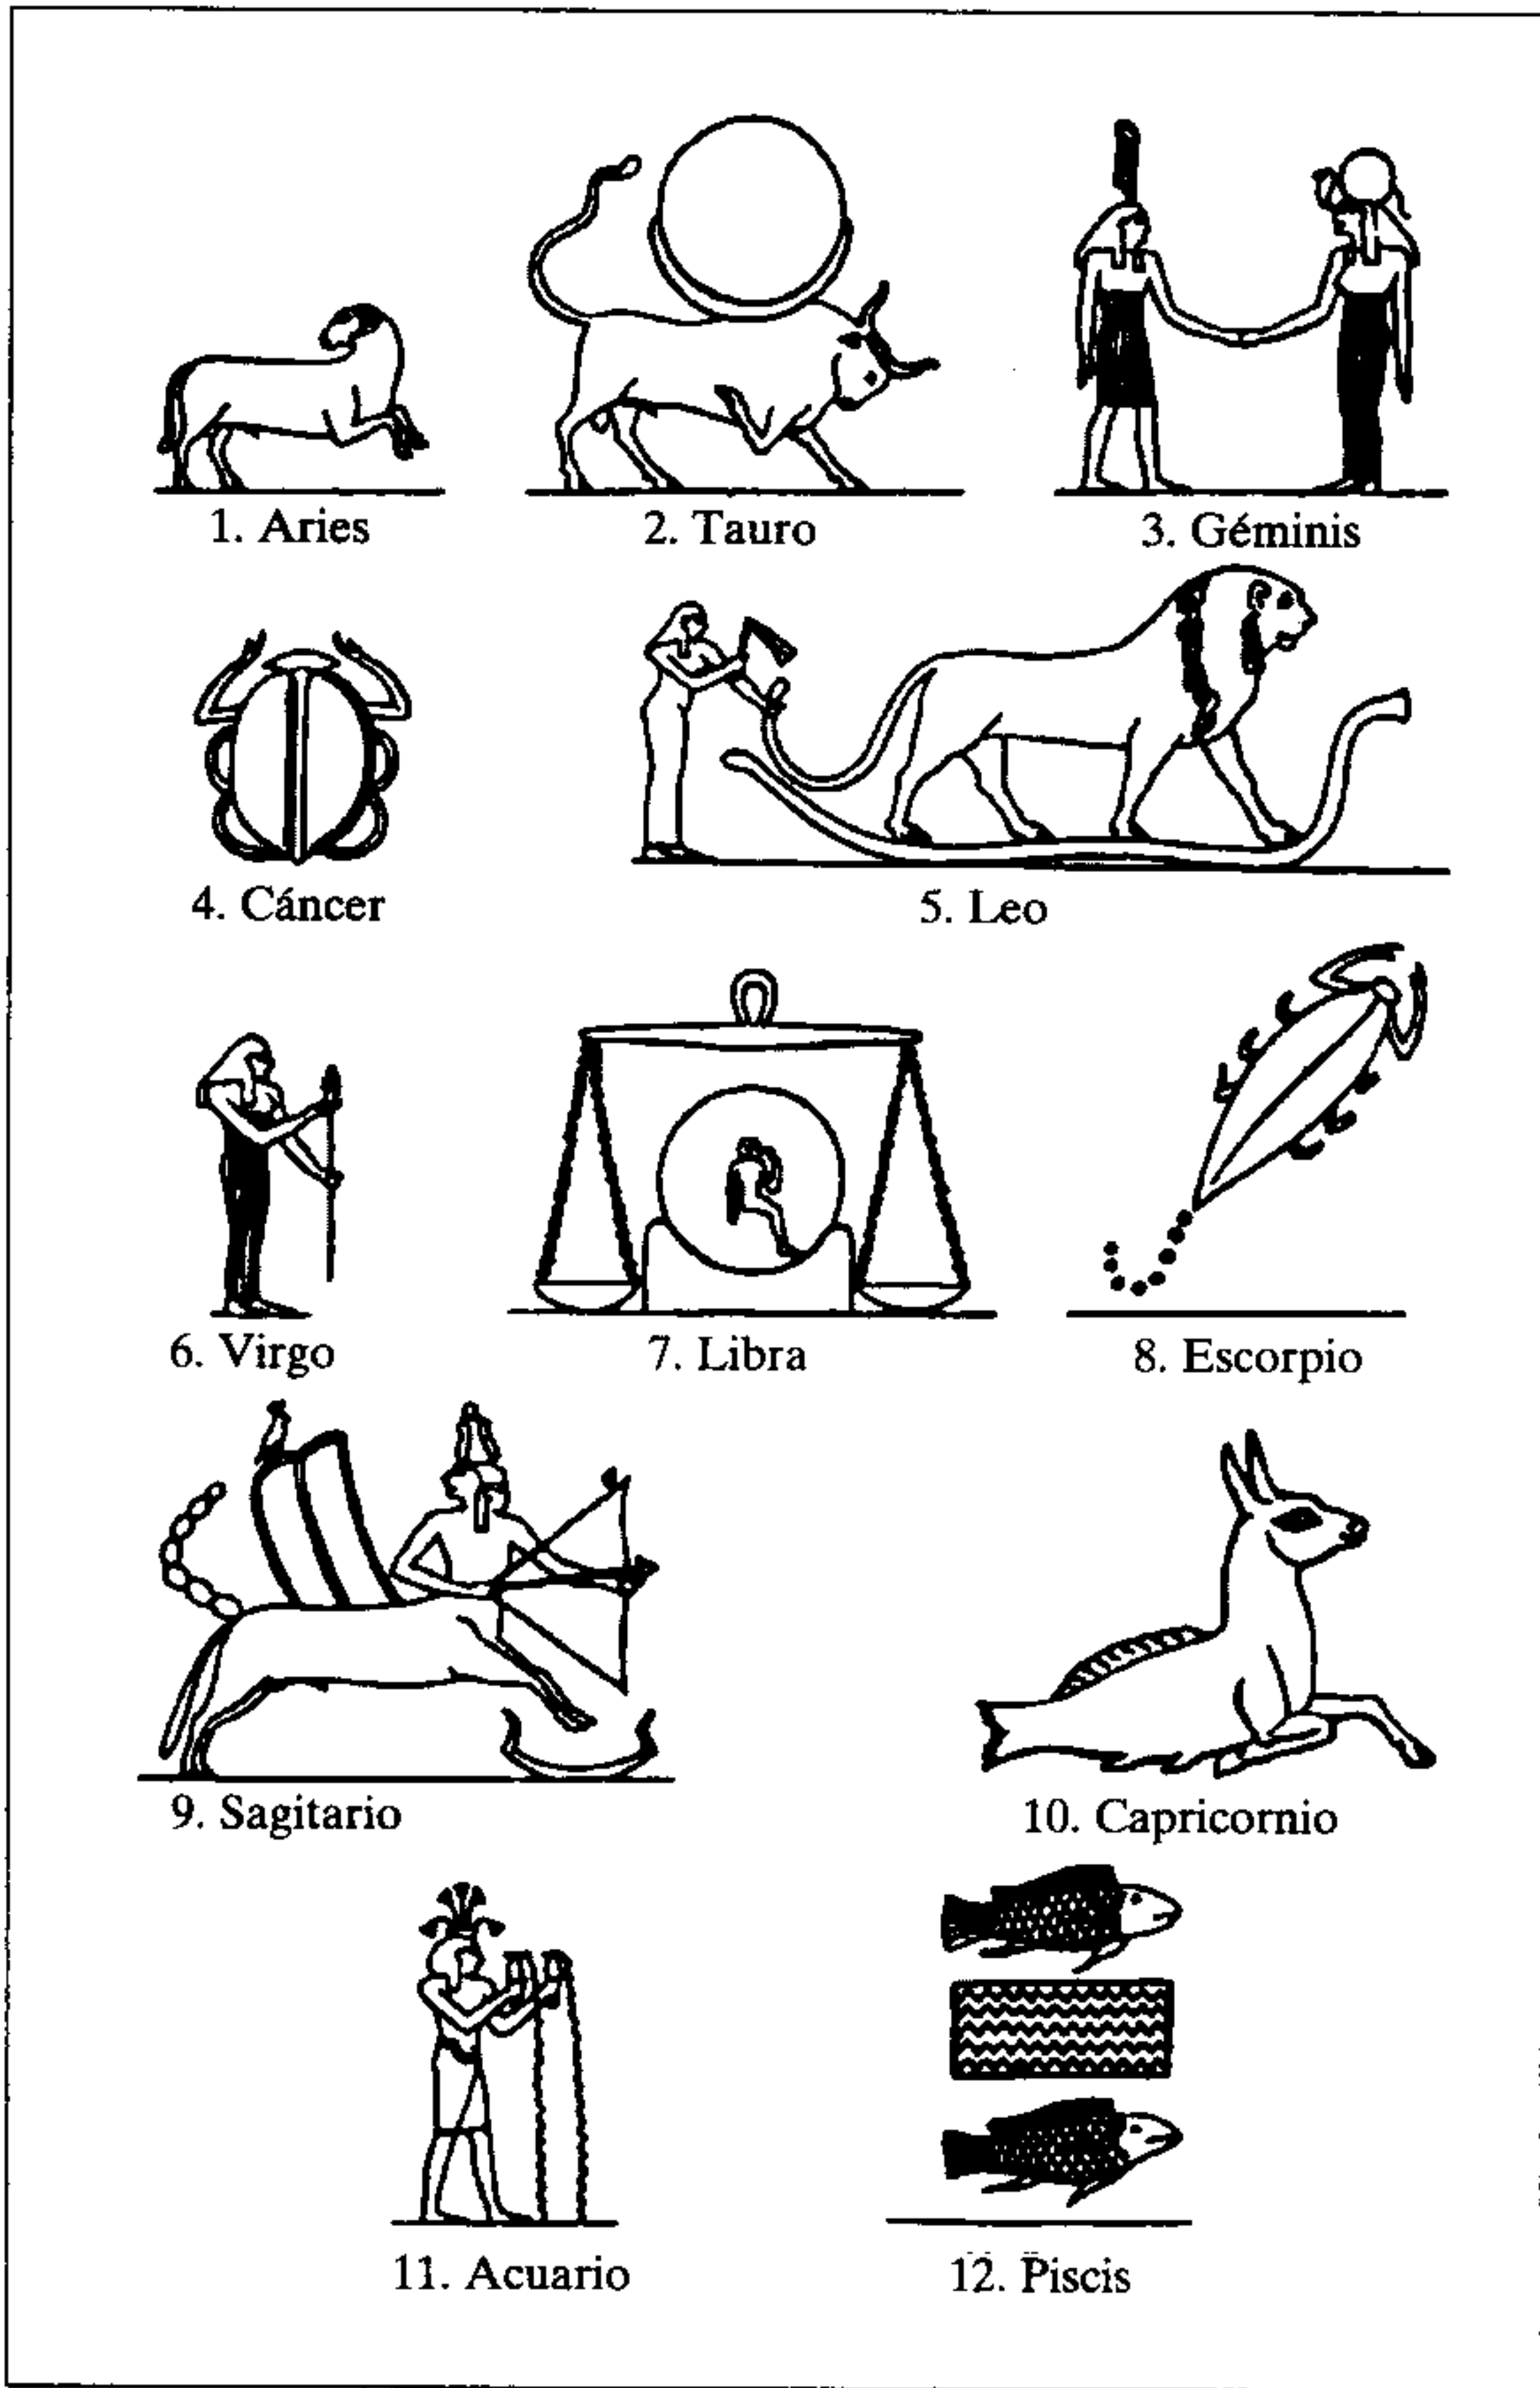 1. Aries
2. Tauro
3. Géminis
4. Cáncer
5. Leo
6. Virgo
7. Libra
8. Escorpio
9. Sagitario
10. Capricornio
11. Acuario
12. Piscis